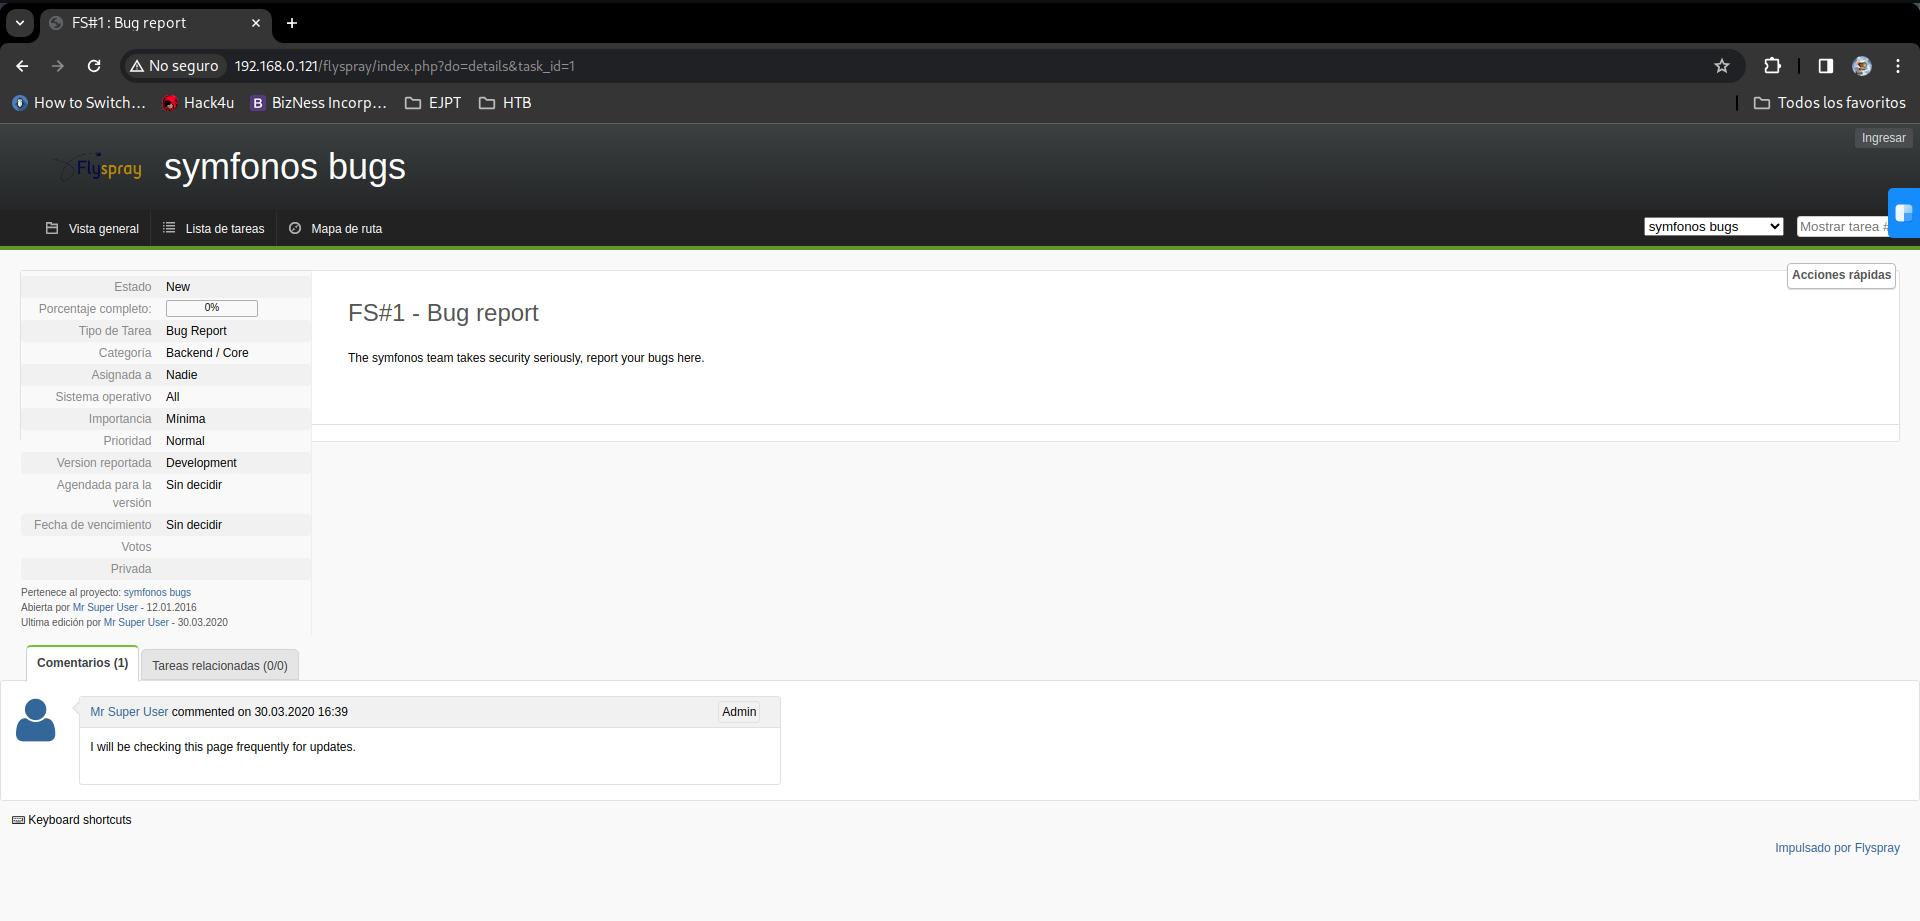 FS#1 : Bug report
No seguro 192.168.0.121/flyspray/index.php?do=details&task_id=1
How to Switch... Hack4u B BizNess Incorp... EJPT HTB Todos los favoritos
Ingresar
Flyspray symfonos bugs
Vista general Lista de tareas Mapa de ruta symfonos bugs Mostrar tarea #
Acciones rápidas
Estado New
Porcentaje completo: 0%
Tipo de Tarea Bug Report
Categoría Backend / Core
Asignada a Nadie
Sistema operativo All
Importancia Mínima
Prioridad Normal
Version reportada Development
Agendada para la versión Sin decidir
Fecha de vencimiento Sin decidir
Votos
Privada
Pertenece al proyecto: symfonos bugs
Abierta por Mr Super User - 12.01.2016
Ultima edición por Mr Super User - 30.03.2020
FS#1 - Bug report
The symfonos team takes security seriously, report your bugs here.
Comentarios (1) Tareas relacionadas (0/0)
Mr Super User commented on 30.03.2020 16:39 Admin
I will be checking this page frequently for updates.
Keyboard shortcuts
Impulsado por Flyspray